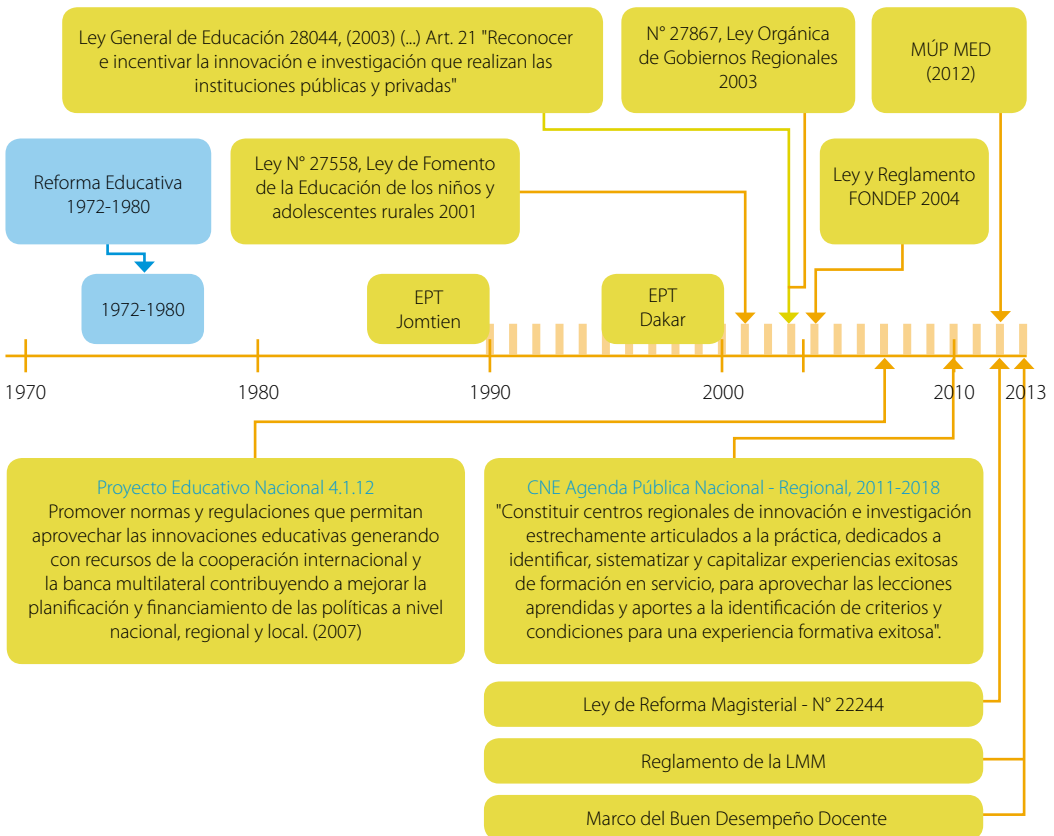 Ley General de Educación 28044, (2003) (...) Art. 21 "Reconocer
e incentivar la innovación e investigación que realizan las
instituciones públicas y privadas"
N° 27867, Ley Orgánica
de Gobiernos Regionales
2003
MÚP MED
(2012)
Reforma Educativa
1972-1980
Ley N° 27558, Ley de Fomento
de la Educación de los niños y
adolescentes rurales 2001
Ley y Reglamento
FONDEP 2004
1972-1980
EPT
Jomtien
EPT
Dakar
1970
1980
1990
2000
2010
2013
Proyecto Educativo Nacional 4.1.12
Promover normas y regulaciones que permitan
aprovechar las innovaciones educativas generando
con recursos de la cooperación internacional y
la banca multilateral contribuyendo a mejorar la
planificación y financiamiento de las políticas a nivel
nacional, regional y local. (2007)
CNE Agenda Pública Nacional - Regional, 2011-2018
"Constituir centros regionales de innovación e investigación
estrechamente articulados a la práctica, dedicados a
identificar, sistematizar y capitalizar experiencias exitosas
de formación en servicio, para aprovechar las lecciones
aprendidas y aportes a la identificación de criterios y
condiciones para una experiencia formativa exitosa".
Ley de Reforma Magisterial - N° 22244
Reglamento de la LMM
Marco del Buen Desempeño Docente